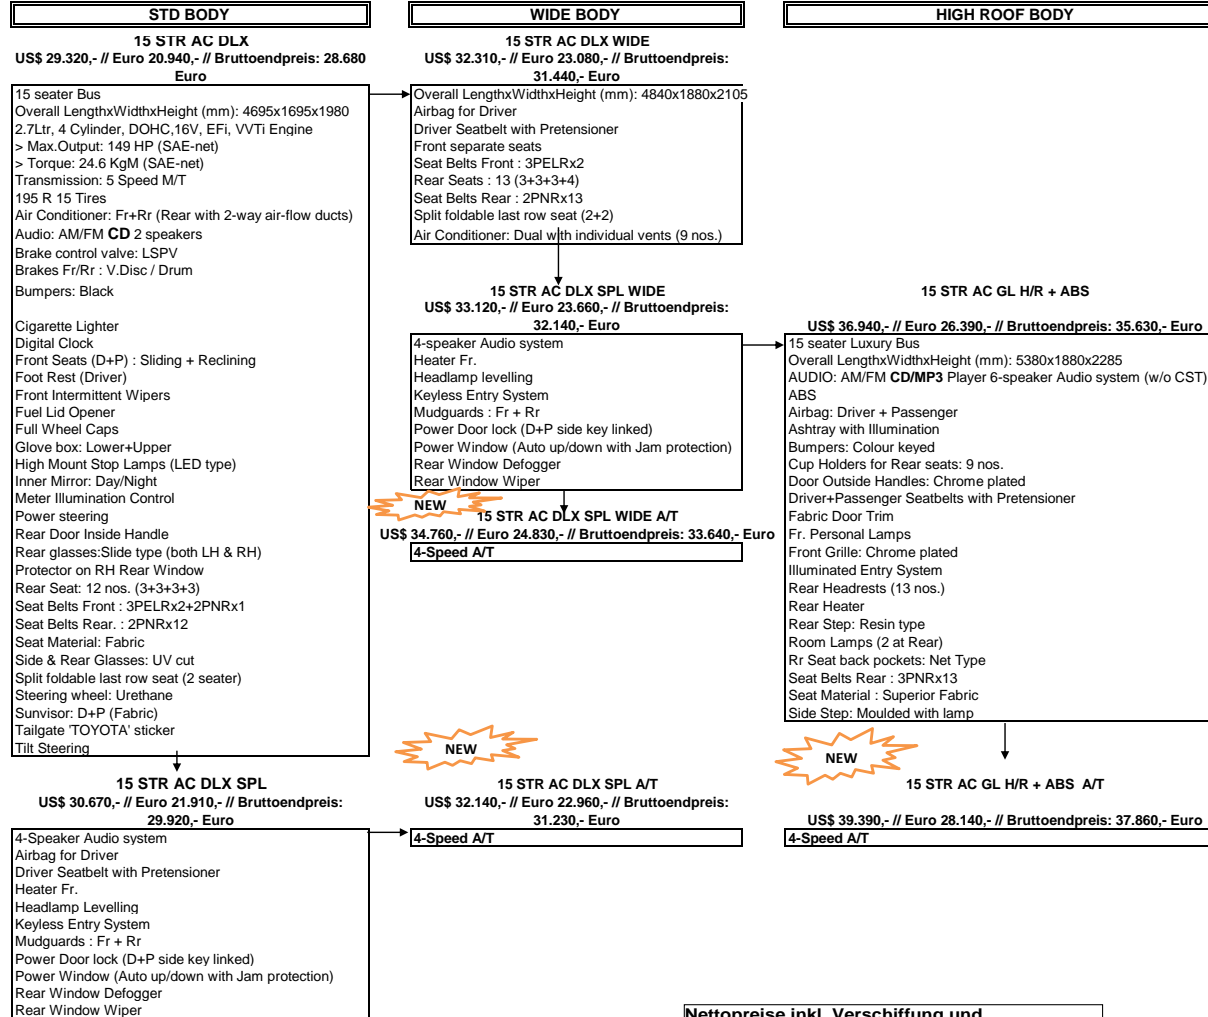 STD BODY
15 STR AC DLX
US$ 29.320,- // Euro 20.940,- // Bruttoendpreis: 28.680
Euro
15 seater Bus
Overall LengthxWidthxHeight (mm): 4695x1695x1980
2.7Ltr, 4 Cylinder, DOHC,16V, EFi, VVTi Engine
> Max.Output: 149 HP (SAE-net)
> Torque: 24.6 KgM (SAE-net)
Transmission: 5 Speed M/T
195 R 15 Tires
Air Conditioner: Fr+Rr (Rear with 2-way air-flow ducts)
Audio: AM/FM CD 2 speakers
Brake control valve: LSPV
Brakes Fr/Rr : V.Disc / Drum
Bumpers: Black
Cigarette Lighter
Digital Clock
Front Seats (D+P) : Sliding + Reclining
Foot Rest (Driver)
Front Intermittent Wipers
Fuel Lid Opener
Full Wheel Caps
Glove box: Lower+Upper
High Mount Stop Lamps (LED type)
Inner Mirror: Day/Night
Meter Illumination Control
Power steering
Rear Door Inside Handle
Rear glasses:Slide type (both LH & RH)
Protector on RH Rear Window
Rear Seat: 12 nos. (3+3+3+3)
Seat Belts Front : 3PELRx2+2PNRx1
Seat Belts Rear. : 2PNRx12
Seat Material: Fabric
Side & Rear Glasses: UV cut
Split foldable last row seat (2 seater)
Steering wheel: Urethane
Sunvisor: D+P (Fabric)
Tailgate 'TOYOTA' sticker
Tilt Steering
15 STR AC DLX SPL
US$ 30.670,- // Euro 21.910,- // Bruttoendpreis:
29.920,- Euro
4-Speaker Audio system
Airbag for Driver
Driver Seatbelt with Pretensioner
Heater Fr.
Headlamp Levelling
Keyless Entry System
Mudguards : Fr + Rr
Power Door lock (D+P side key linked)
Power Window (Auto up/down with Jam protection)
Rear Window Defogger
Rear Window Wiper
WIDE BODY
15 STR AC DLX WIDE
US$ 32.310,- // Euro 23.080,- // Bruttoendpreis:
31.440,- Euro
Overall LengthxWidthxHeight (mm): 4840x1880x2105
Airbag for Driver
Driver Seatbelt with Pretensioner
Front separate seats
Seat Belts Front : 3PELRx2
Rear Seats : 13 (3+3+3+4)
Seat Belts Rear : 2PNRx13
Split foldable last row seat (2+2)
Air Conditioner: Dual with individual vents (9 nos.)
15 STR AC DLX SPL WIDE
US$ 33.120,- // Euro 23.660,- // Bruttoendpreis:
32.140,- Euro
4-speaker Audio system
Heater Fr.
Headlamp levelling
Keyless Entry System
Mudguards : Fr + Rr
Power Door lock (D+P side key linked)
Power Window (Auto up/down with Jam protection)
Rear Window Defogger
Rear Window Wiper
NEW
15 STR AC DLX SPL WIDE A/T
US$ 34.760,- // Euro 24.830,- // Bruttoendpreis: 33.640,- Euro
4-Speed A/T
NEW
15 STR AC DLX SPL A/T
US$ 32.140,- // Euro 22.960,- // Bruttoendpreis:
31.230,- Euro
4-Speed A/T
HIGH ROOF BODY
15 STR AC GL H/R + ABS
US$ 36.940,- // Euro 26.390,- // Bruttoendpreis: 35.630,- Euro
15 seater Luxury Bus
Overall LengthxWidthxHeight (mm): 5380x1880x2285
AUDIO: AM/FM CD/MP3 Player 6-speaker Audio system (w/o CST)
ABS
Airbag: Driver + Passenger
Ashtray with Illumination
Bumpers: Colour keyed
Cup Holders for Rear seats: 9 nos.
Door Outside Handles: Chrome plated
Driver+Passenger Seatbelts with Pretensioner
Fabric Door Trim
Fr. Personal Lamps
Front Grille: Chrome plated
Illuminated Entry System
Rear Headrests (13 nos.)
Rear Heater
Rear Step: Resin type
Room Lamps (2 at Rear)
Rr Seat back pockets: Net Type
Seat Belts Rear : 3PNRx13
Seat Material : Superior Fabric
Side Step: Moulded with lamp
NEW
15 STR AC GL H/R + ABS A/T
US$ 39.390,- // Euro 28.140,- // Bruttoendpreis: 37.860,- Euro
4-Speed A/T
Nettopreise inkl. Verschiffung und